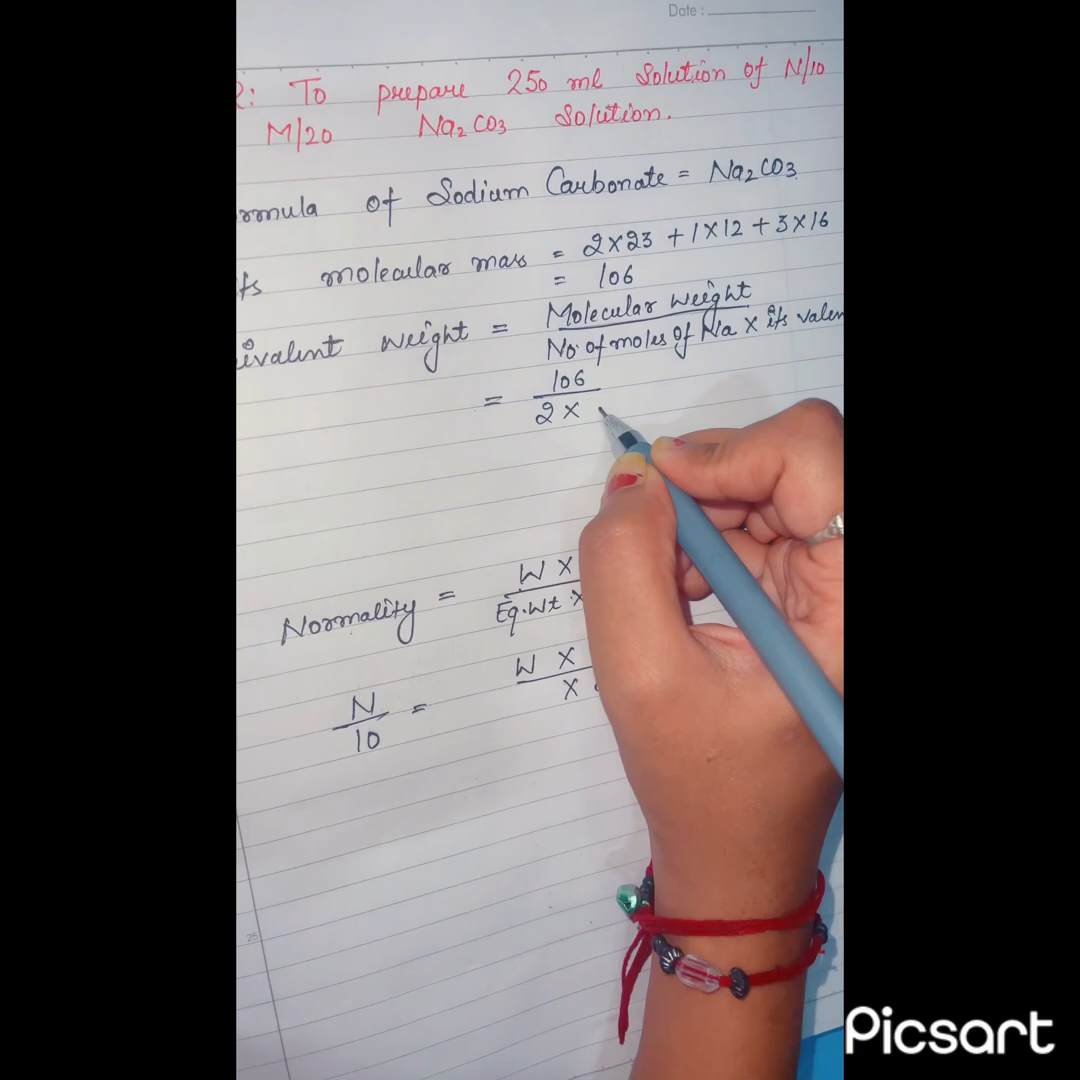 Date :
2: To prepare 250 ml Solution of N/10
M/20 Na2CO3 Solution.
ormula of Sodium Carbonate = Na2CO3
its molecular mass = 2×23 + 1×12 + 3×16
= 106
ivalent Weight = Molecular Weight
No. of moles of Na × its valen
= 106
2 ×
Normality = W ×
Eq.Wt ×
N/10 = W ×
×
25
Picsart